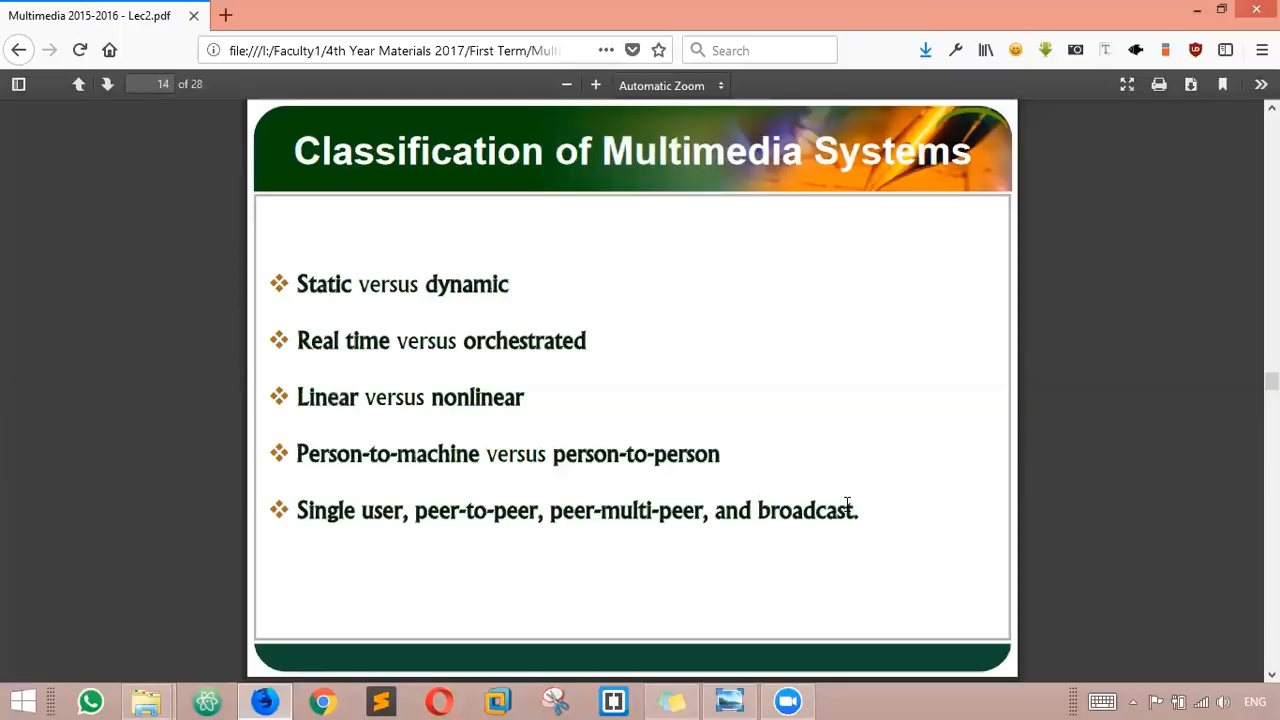 Multimedia 2015-2016 - Lec2.pdf
file:///I:/Faculty1/4th Year Materials 2017/First Term/Mult
Search
14 of 28
Automatic Zoom
Classification of Multimedia Systems
Static versus dynamic
Real time versus orchestrated
Linear versus nonlinear
Person-to-machine versus person-to-person
Single user, peer-to-peer, peer-multi-peer, and broadcast.
ENG